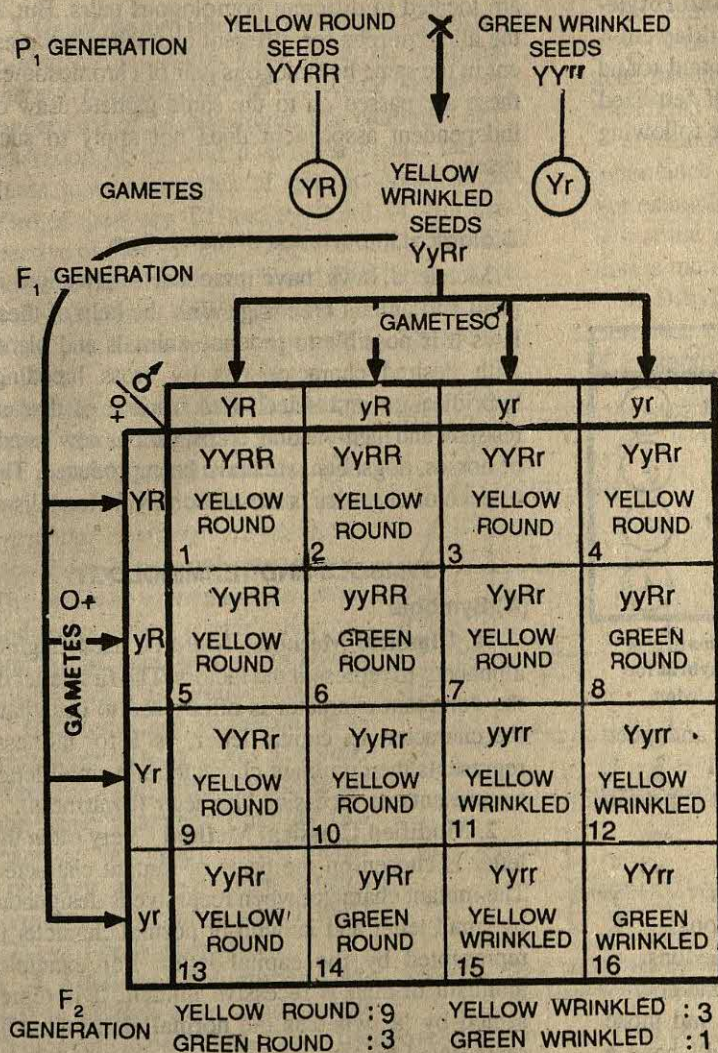 YELLOW ROUND
SEEDS
YYRR
GREEN WRINKLED
SEEDS
YYrr
P1 GENERATION
GAMETES
YR
YELLOW
WRINKLED
SEEDS
YyRr
Yr
F1 GENERATION
GAMETES♂
♀/♂
YR yR yr yr
YR
YYRR YyRR YYRr YyRr
YELLOW YELLOW YELLOW YELLOW
ROUND ROUND ROUND ROUND
1 2 3 4
GAMETES ♀
yR
YyRR yyRR YyRr yyRr
YELLOW GREEN YELLOW GREEN
ROUND ROUND ROUND ROUND
5 6 7 8
Yr
YYRr YyRr yyrr Yyrr
YELLOW YELLOW YELLOW YELLOW
ROUND ROUND WRINKLED WRINKLED
9 10 11 12
yr
YyRr yyRr Yyrr YYrr
YELLOW GREEN YELLOW GREEN
ROUND ROUND WRINKLED WRINKLED
13 14 15 16
F2
GENERATION
YELLOW ROUND : 9 YELLOW WRINKLED : 3
GREEN ROUND : 3 GREEN WRINKLED : 1